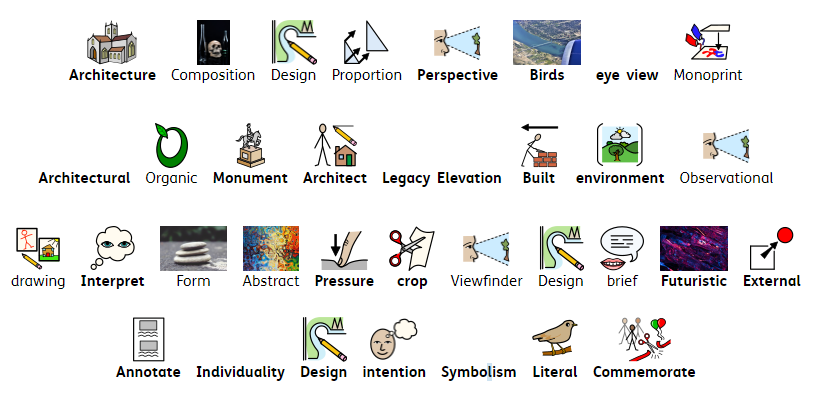 Architecture Composition Design Proportion Perspective Birds eye view Monoprint
Architectural Organic Monument Architect Legacy Elevation Built environment Observational
drawing Interpret Form Abstract Pressure crop Viewfinder Design brief Futuristic External
Annotate Individuality Design intention Symbolism Literal Commemorate